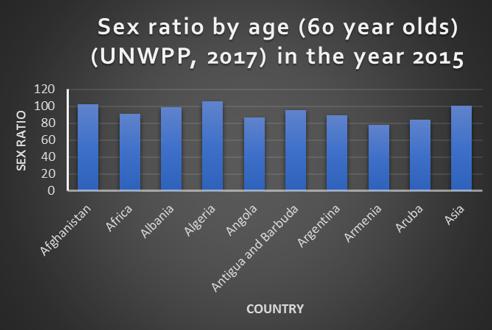 Sex ratio by age (60 year olds)
(UNWPP, 2017) in the year 2015
120
100
80
60
40
20
0
SEX RATIO
Afghanistan
Africa
Albania
Algeria
Angola
Antigua and Barbuda
Argentina
Armenia
Aruba
Asia
COUNTRY